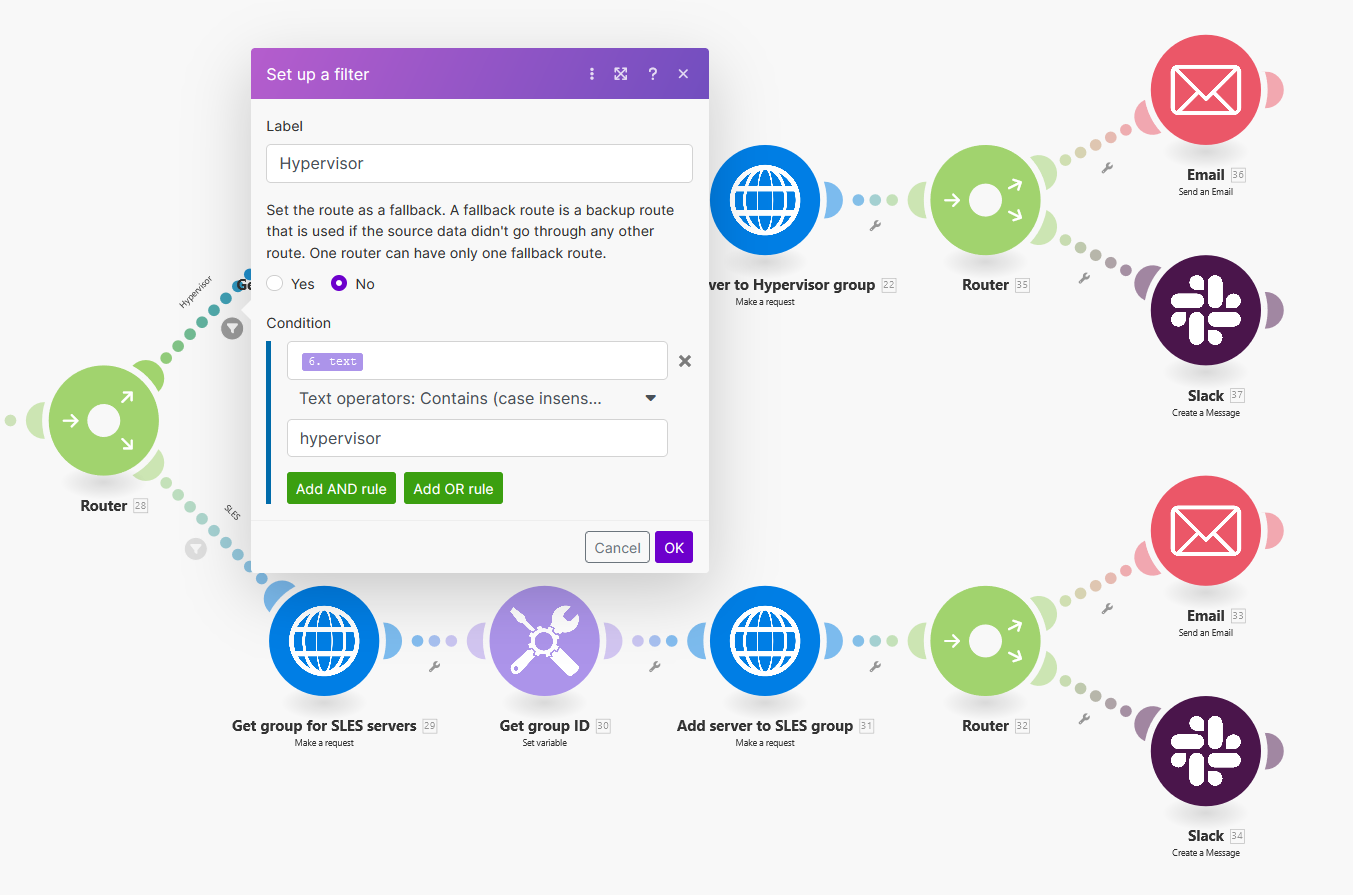 Set up a filter
?
Label
Hypervisor
Set the route as a fallback. A fallback route is a backup route
that is used if the source data didn't go through any other
route. One router can have only one fallback route.
Yes
No
Condition
6. text
Text operators: Contains (case insens...
hypervisor
Add AND rule
Add OR rule
Cancel
OK
Hypervisor
Ge
ver to Hypervisor group 22
Make a request
Router 35
Email 36
Send an Email
Slack 37
Create a Message
Router 28
SLES
Get group for SLES servers 29
Make a request
Get group ID 30
Set variable
Add server to SLES group 31
Make a request
Router 32
Email 33
Send an Email
Slack 34
Create a Message